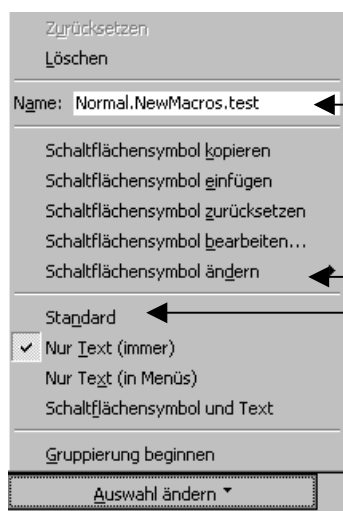 Zurücksetzen
Löschen
Name: Normal.NewMacros.test
Schaltflächensymbol kopieren
Schaltflächensymbol einfügen
Schaltflächensymbol zurücksetzen
Schaltflächensymbol bearbeiten...
Schaltflächensymbol ändern
Standard
Nur Text (immer)
Nur Text (in Menüs)
Schaltflächensymbol und Text
Gruppierung beginnen
Auswahl ändern